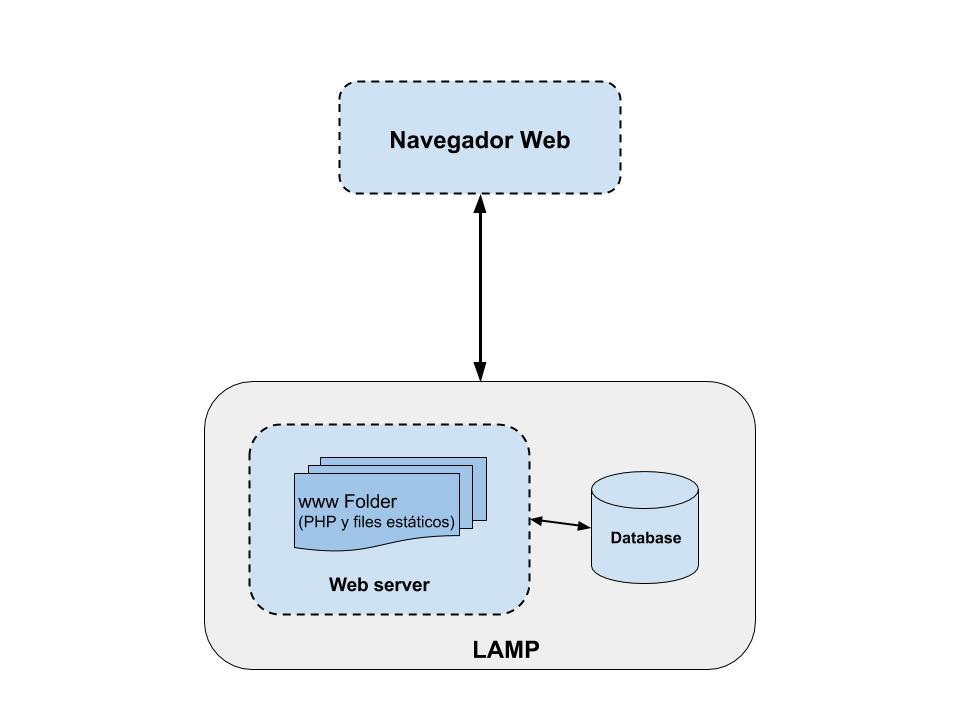 Navegador Web
www Folder
(PHP y files estáticos)
Database
Web server
LAMP